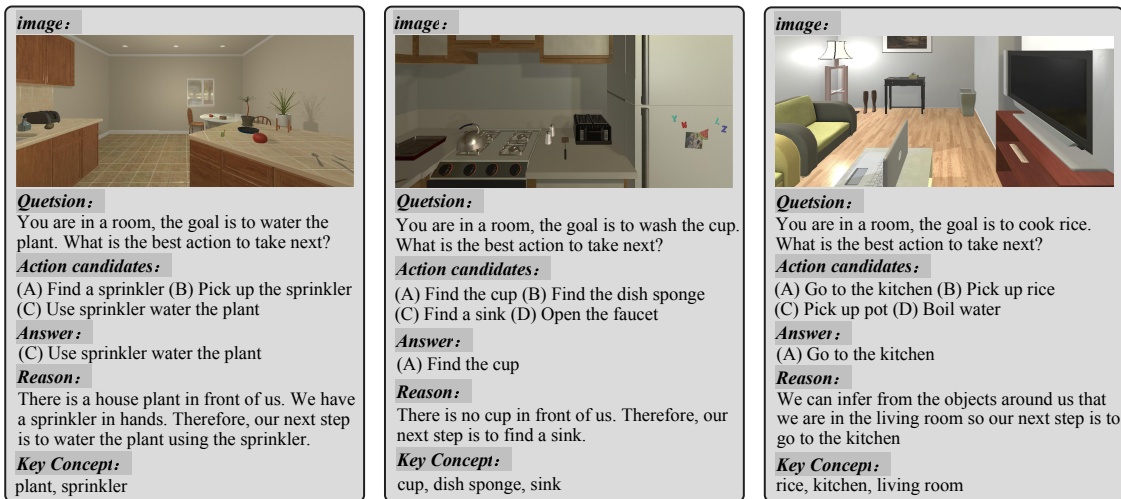 image:
Quetsion:
You are in a room, the goal is to water the
plant. What is the best action to take next?
Action candidates:
(A) Find a sprinkler (B) Pick up the sprinkler
(C) Use sprinkler water the plant
Answer:
(C) Use sprinkler water the plant
Reason:
There is a house plant in front of us. We have
a sprinkler in hands. Therefore, our next step
is to water the plant using the sprinkler.
Key Concept:
plant, sprinkler
image:
Quetsion:
You are in a room, the goal is to wash the cup.
What is the best action to take next?
Action candidates:
(A) Find the cup (B) Find the dish sponge
(C) Find a sink (D) Open the faucet
Answer:
(A) Find the cup
Reason:
There is no cup in front of us. Therefore, our
next step is to find a sink.
Key Concept:
cup, dish sponge, sink
image:
Quetsion:
You are in a room, the goal is to cook rice.
What is the best action to take next?
Action candidates:
(A) Go to the kitchen (B) Pick up rice
(C) Pick up pot (D) Boil water
Answer:
(A) Go to the kitchen
Reason:
We can infer from the objects around us that
we are in the living room so our next step is to
go to the kitchen
Key Concept:
rice, kitchen, living room